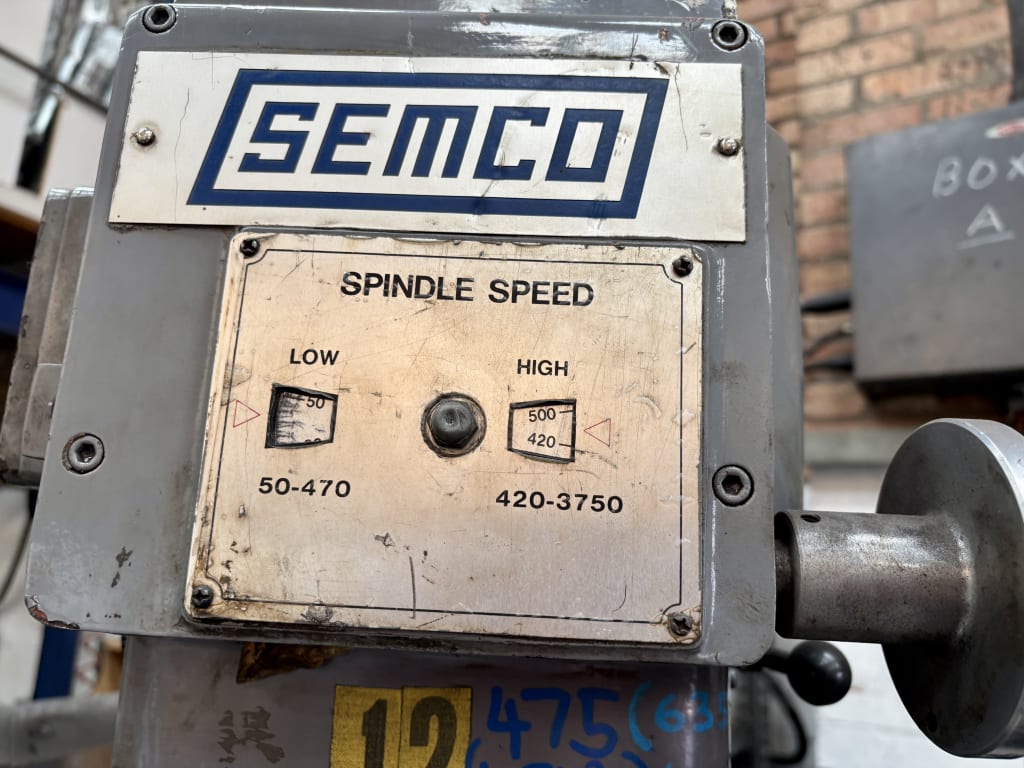 SEMCO
SPINDLE SPEED
LOW
HIGH
50
500
420
50-470
420-3750
BOX
A
12
475